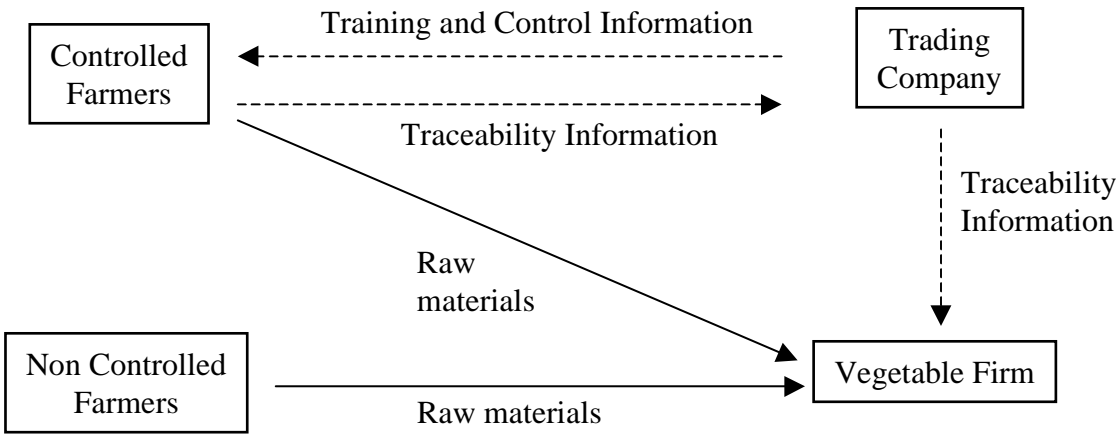 Training and Control Information
Controlled
Farmers
Trading
Company
Traceability Information
Traceability
Information
Raw
materials
Non Controlled
Farmers
Vegetable Firm
Raw materials